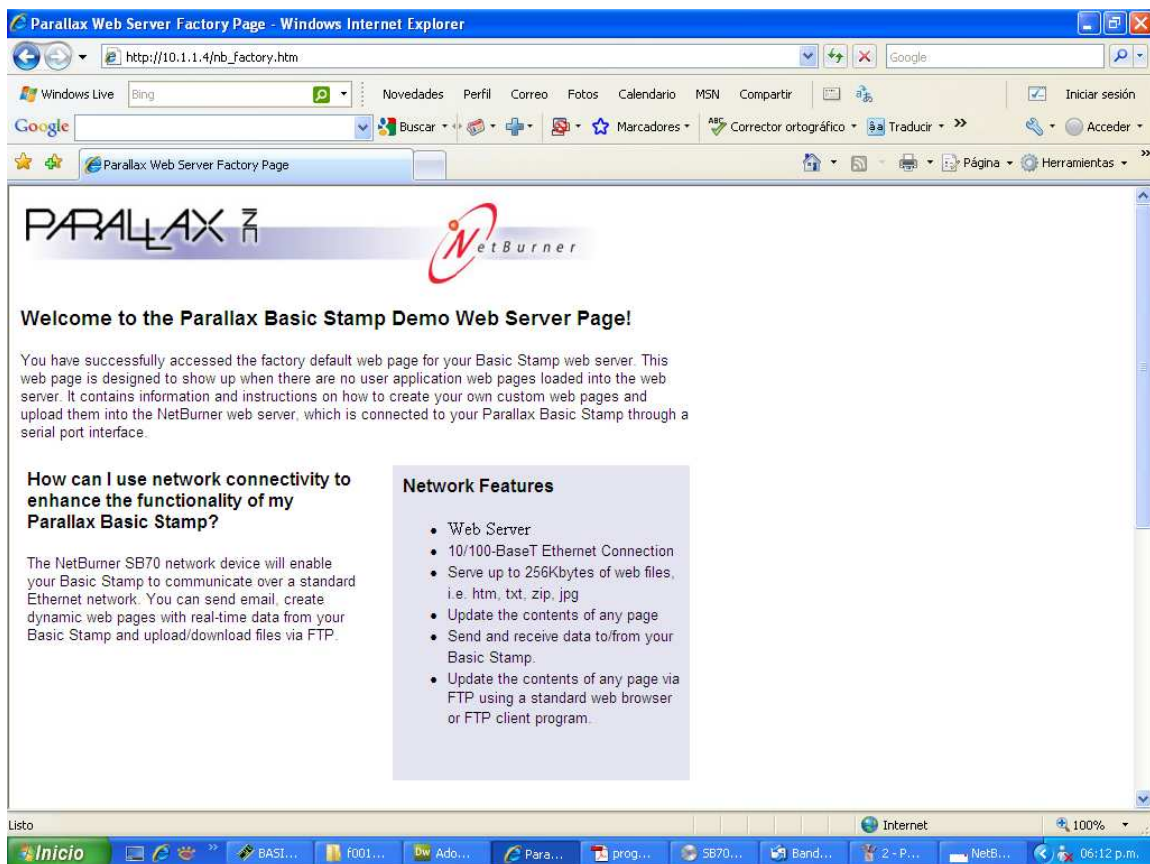 Parallax Web Server Factory Page - Windows Internet Explorer
http://10.1.1.4/nb_factory.htm
Google
Windows Live
Bing
Novedades Perfil Correo Fotos Calendario MSN Compartir
Iniciar sesión
Google
Buscar
Marcadores
ABC Corrector ortográfico
aa Traducir
»
Acceder
Parallax Web Server Factory Page
Página
Herramientas
»
PARALLAX INC
NetBurner
Welcome to the Parallax Basic Stamp Demo Web Server Page!
You have successfully accessed the factory default web page for your Basic Stamp web server. This
web page is designed to show up when there are no user application web pages loaded into the web
server. It contains information and instructions on how to create your own custom web pages and
upload them into the NetBurner web server, which is connected to your Parallax Basic Stamp through a
serial port interface.
How can I use network connectivity to
enhance the functionality of my
Parallax Basic Stamp?
The NetBurner SB70 network device will enable
your Basic Stamp to communicate over a standard
Ethernet network. You can send email, create
dynamic web pages with real-time data from your
Basic Stamp and upload/download files via FTP.
Network Features
• Web Server
• 10/100-BaseT Ethernet Connection
• Serve up to 256Kbytes of web files,
i.e. htm, txt, zip, jpg
• Update the contents of any page
• Send and receive data to/from your
Basic Stamp.
• Update the contents of any page via
FTP using a standard web browser
or FTP client program.
Listo
Internet
100%
Inicio
»
BASI...
f001...
Dw Ado...
Para...
prog...
SB70...
Band...
2 - P...
NetB...
06:12 p.m.